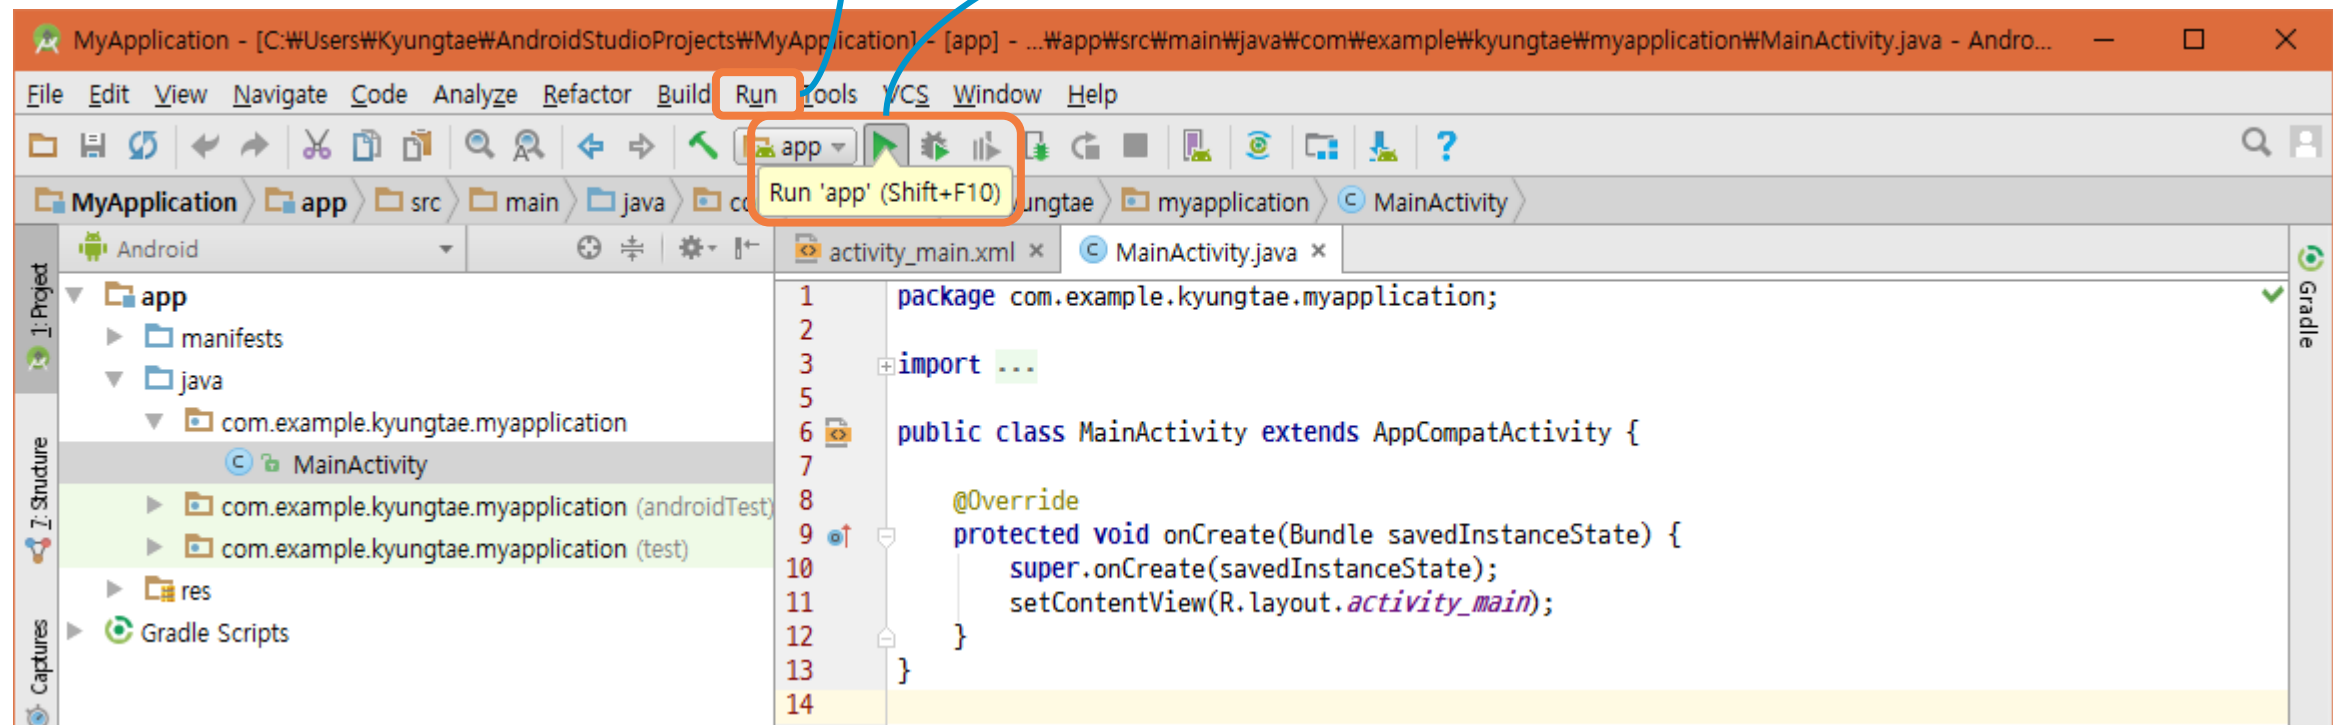 MyApplication - [C:₩Users₩Kyungtae₩AndroidStudioProjects₩MyApplication] - [app] - ...₩app₩src₩main₩java₩com₩example₩kyungtae₩myapplication₩MainActivity.java - Andro...
File Edit View Navigate Code Analyze Refactor Build Run Tools VCS Window Help
app
Run 'app' (Shift+F10)
MyApplication app src main java myapplication MainActivity
Android
activity_main.xml MainActivity.java
1: Project
7: Structure
Captures
app
manifests
java
com.example.kyungtae.myapplication
MainActivity
com.example.kyungtae.myapplication (androidTest)
com.example.kyungtae.myapplication (test)
res
Gradle Scripts
1 package com.example.kyungtae.myapplication;
2
3 import ...
5
6 public class MainActivity extends AppCompatActivity {
7
8 @Override
9 protected void onCreate(Bundle savedInstanceState) {
10 super.onCreate(savedInstanceState);
11 setContentView(R.layout.activity_main);
12 }
13 }
14
Gradle